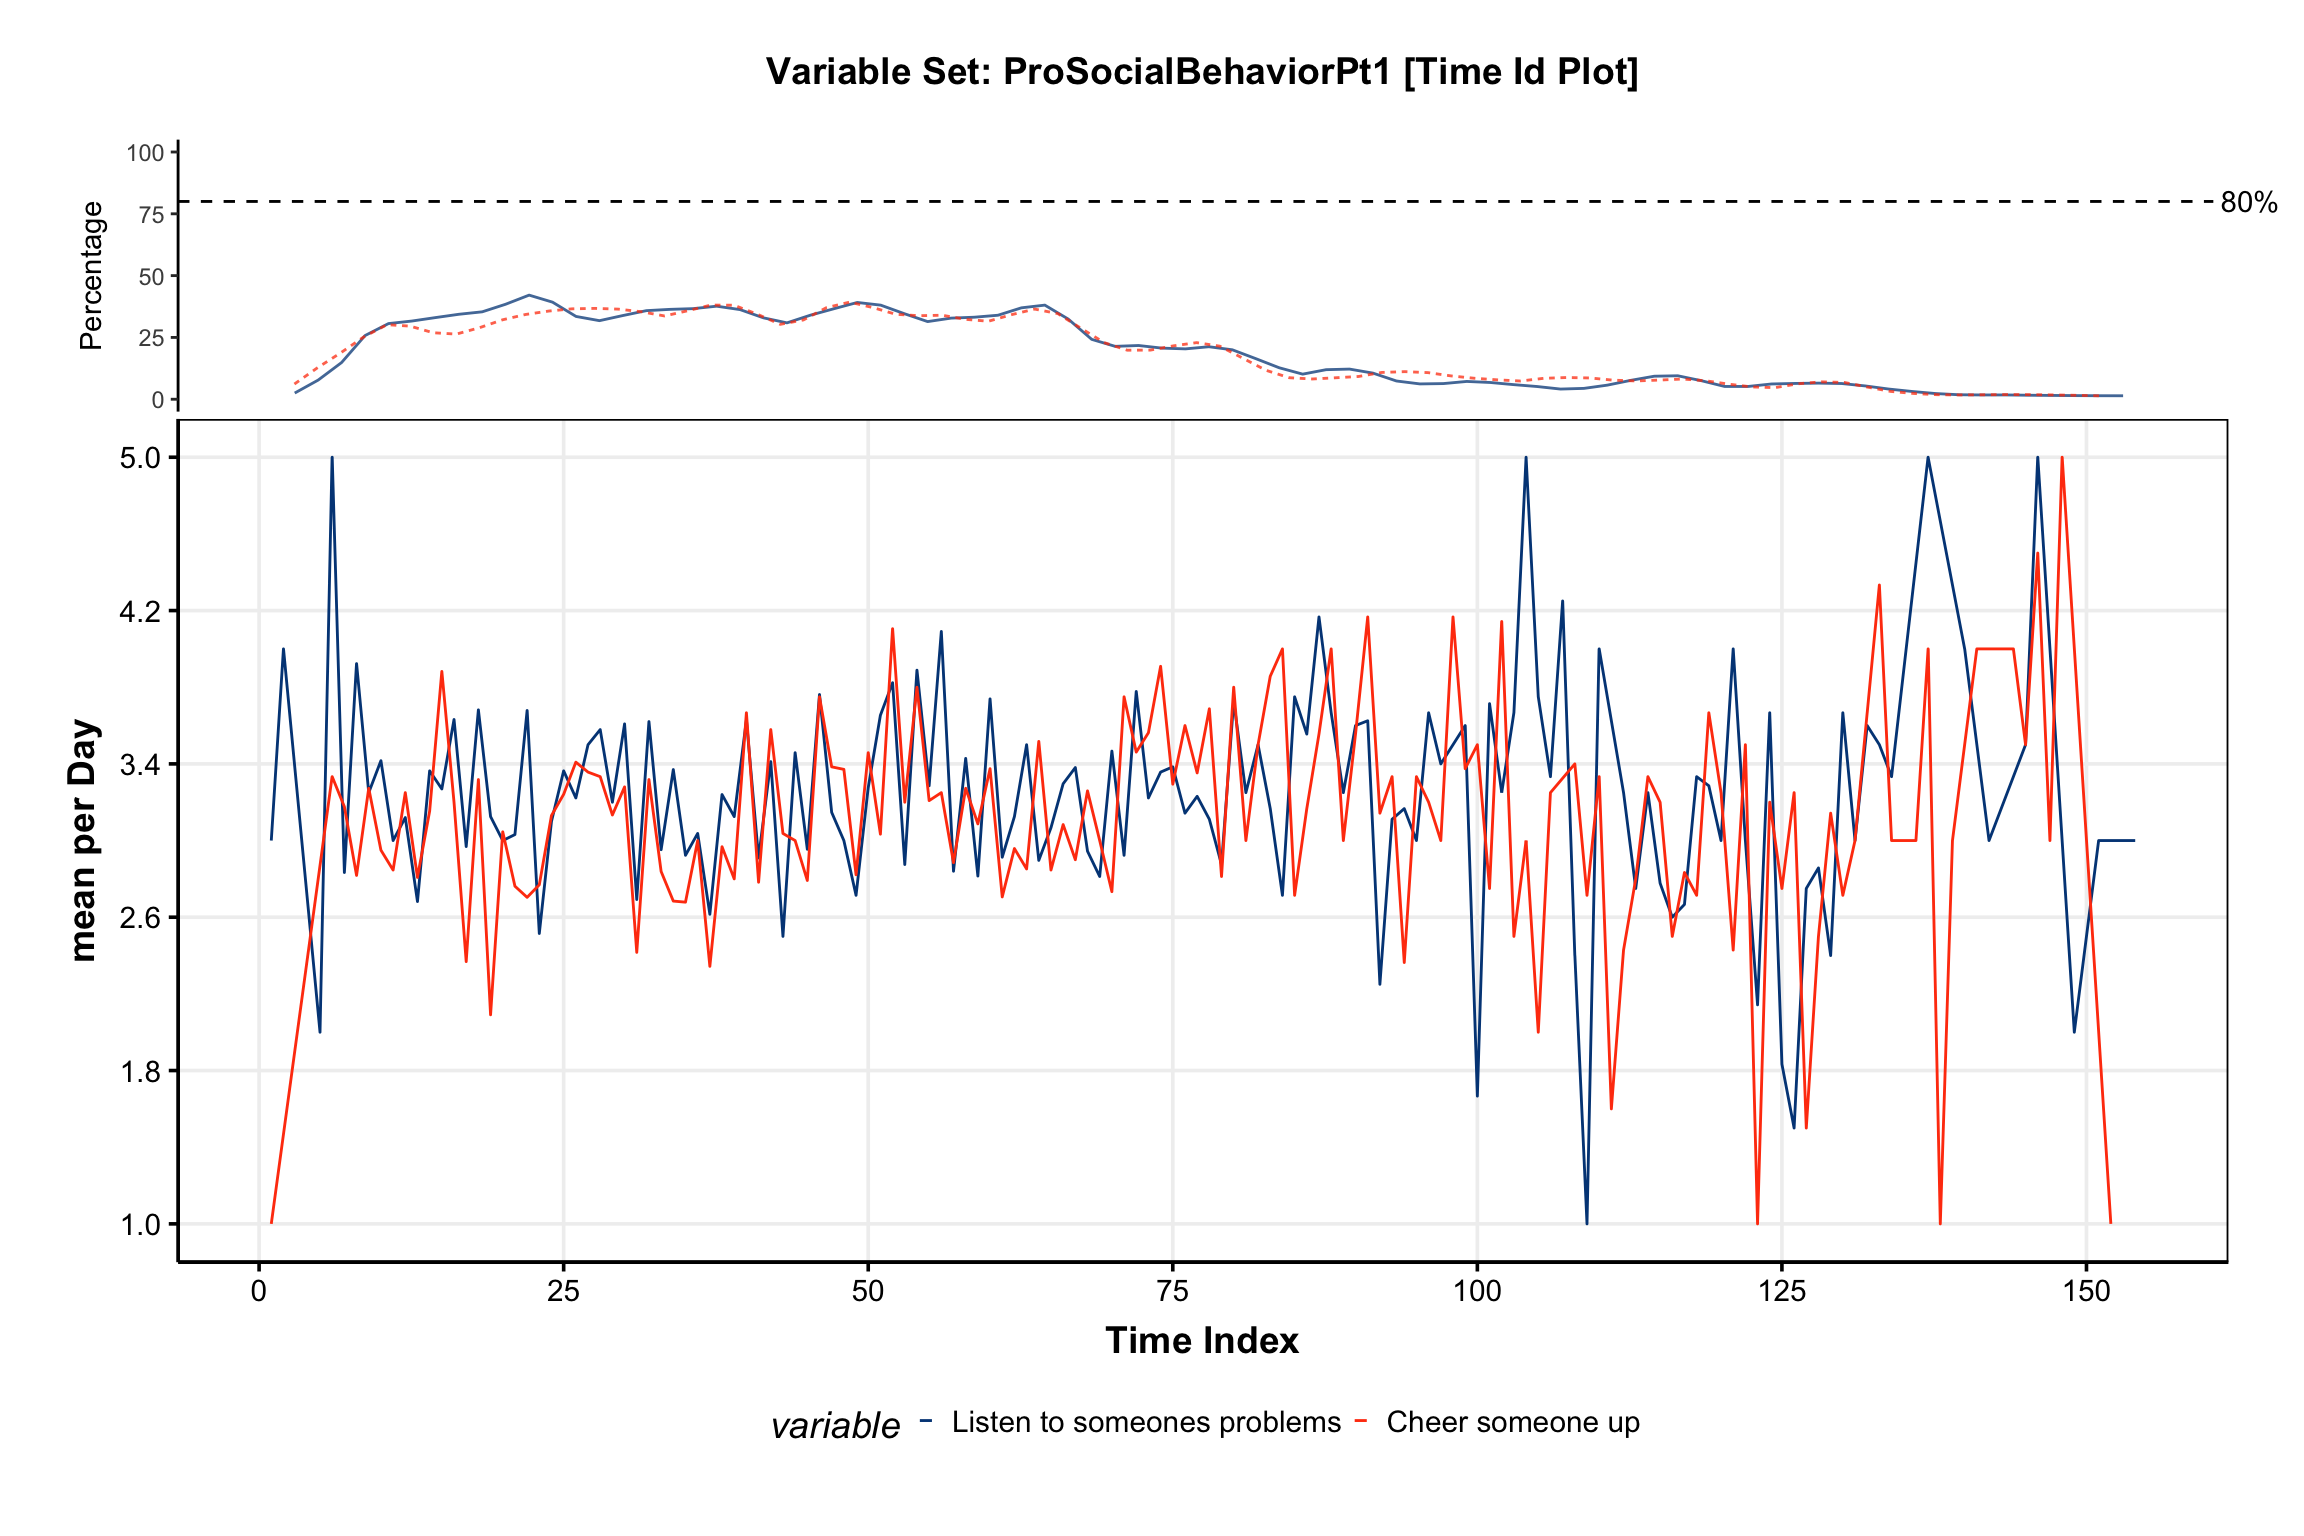 Variable Set: ProSocialBehaviorPt1 [Time Id Plot]
Percentage
100
75
50
25
0
80%
mean per Day
5.0
4.2
3.4
2.6
1.8
1.0
0 25 50 75 100 125 150
Time Index
variable Listen to someones problems Cheer someone up